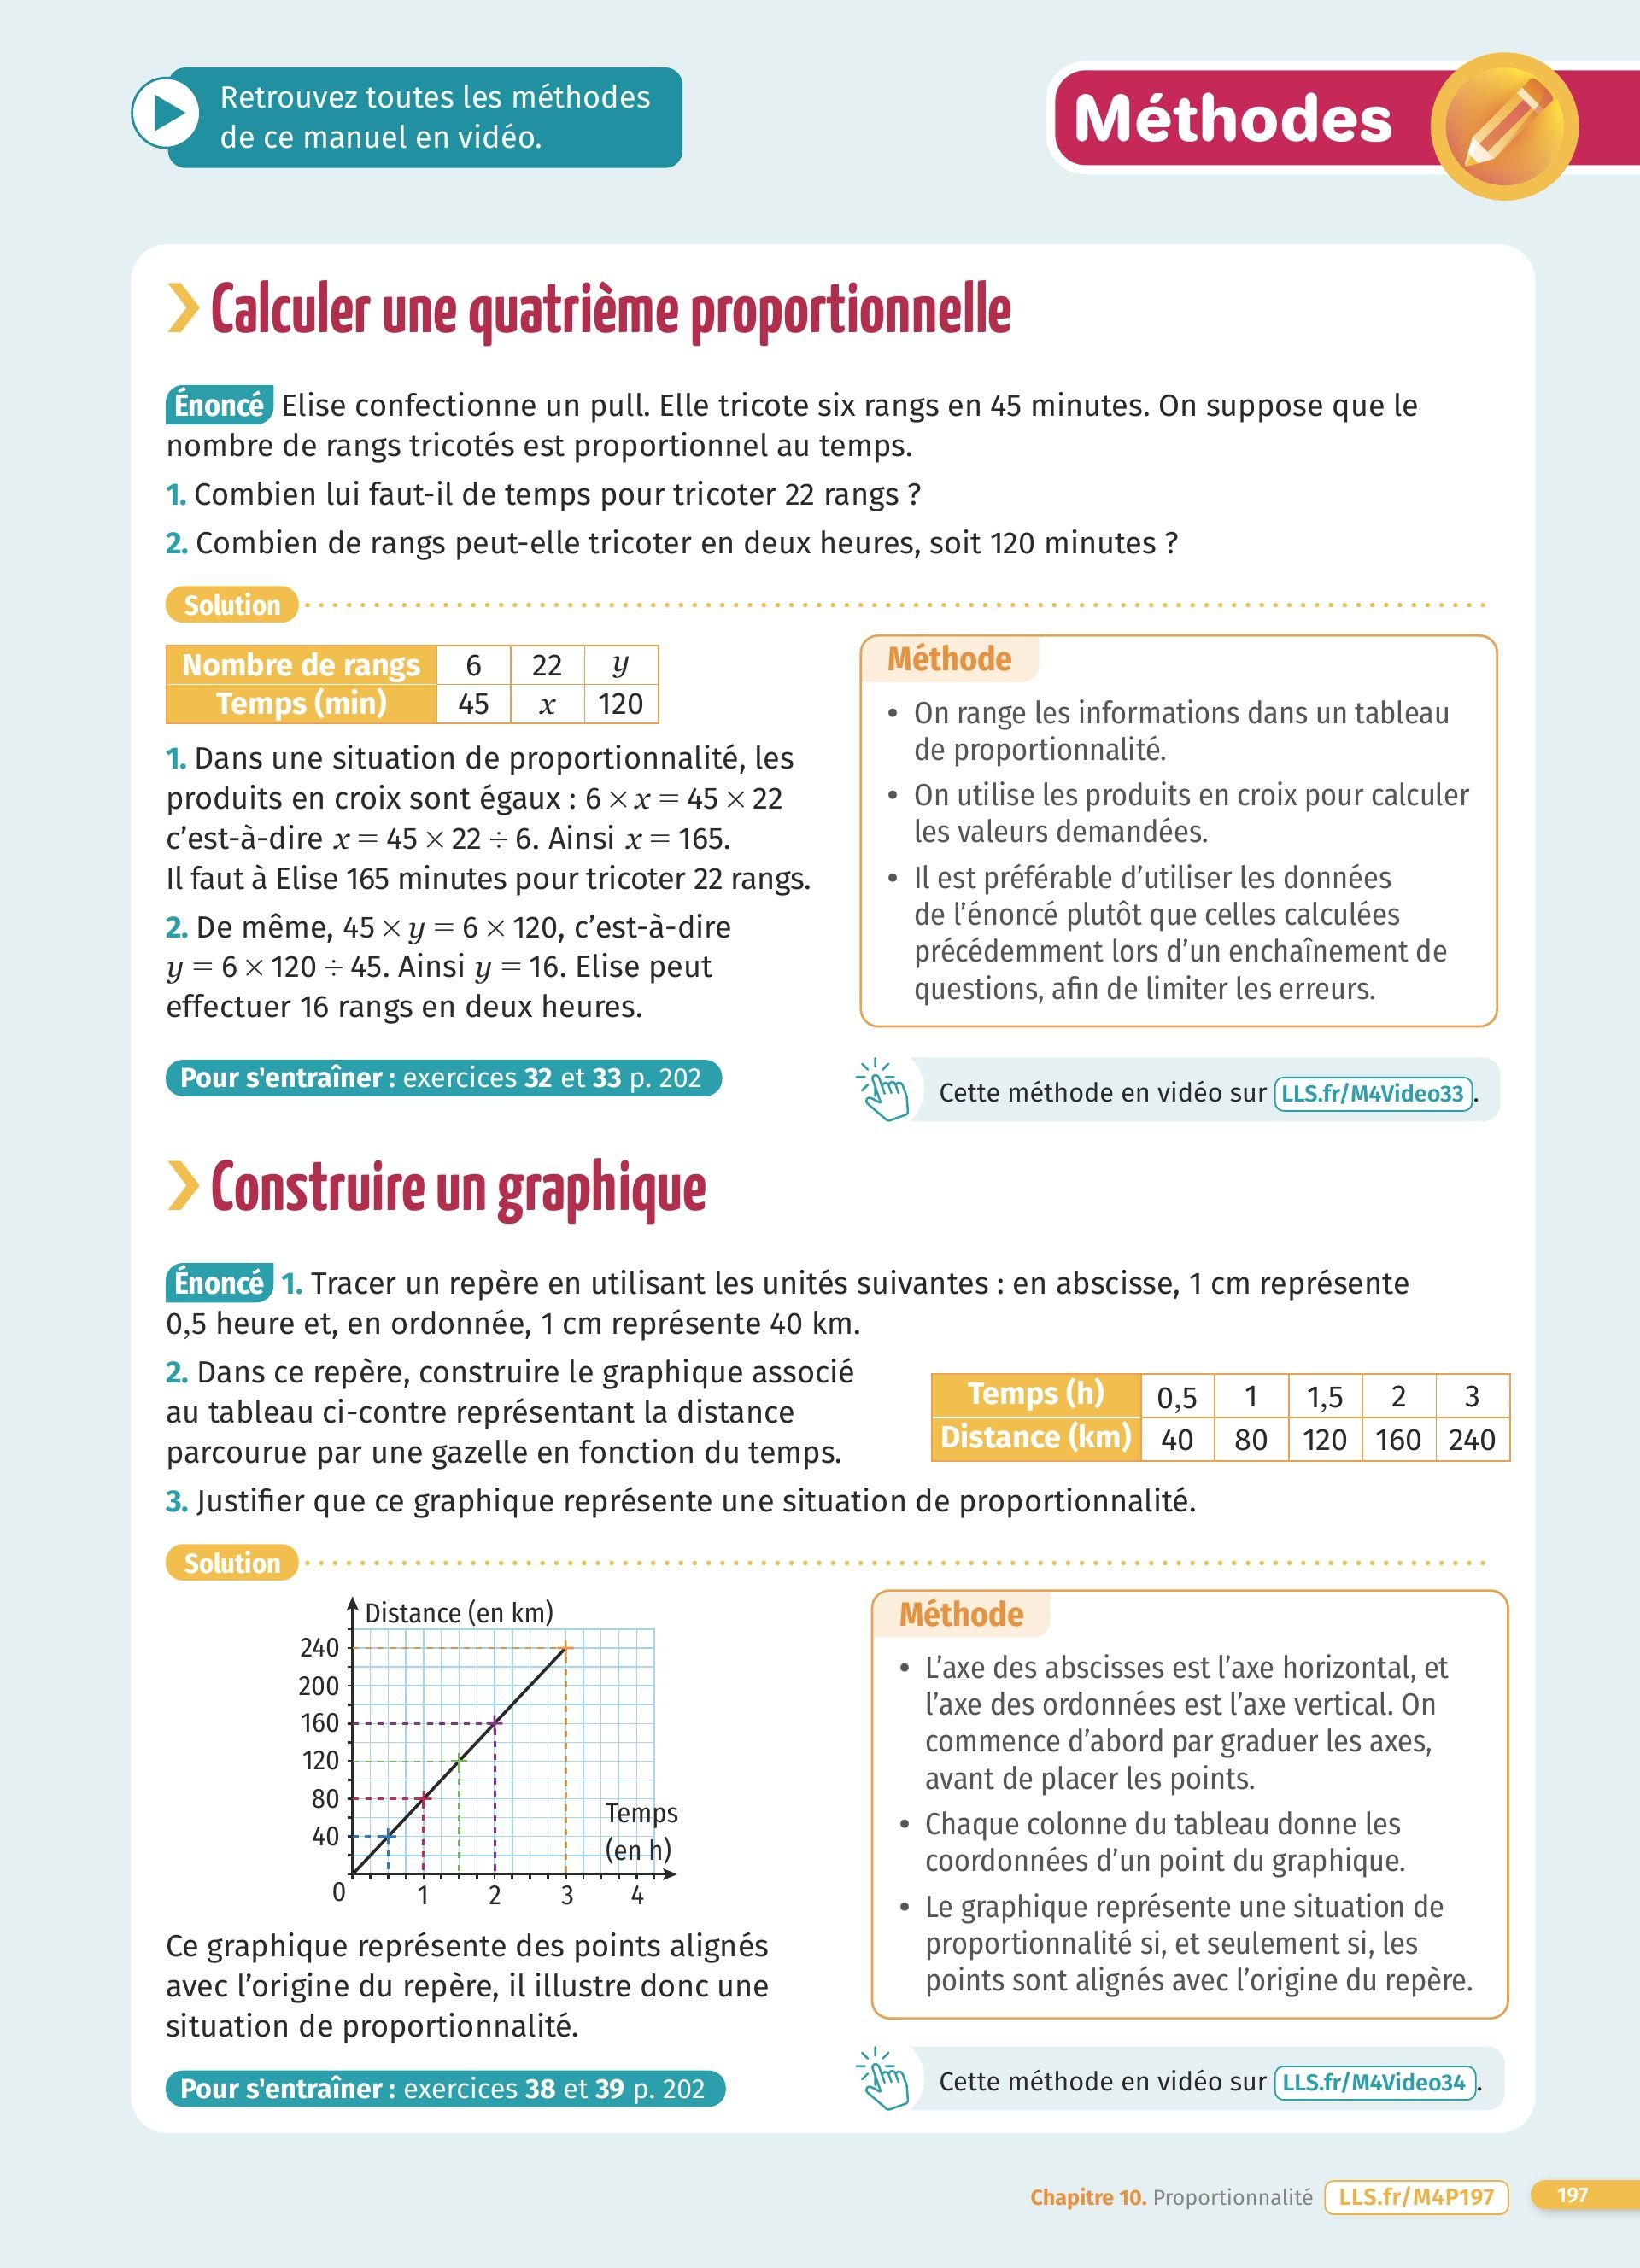 Retrouvez toutes les méthodes
de ce manuel en vidéo.
Méthodes
Calculer une quatrième proportionnelle
Énoncé Elise confectionne un pull. Elle tricote six rangs en 45 minutes. On suppose que le
nombre de rangs tricotés est proportionnel au temps.
1. Combien lui faut-il de temps pour tricoter 22 rangs ?
2. Combien de rangs peut-elle tricoter en deux heures, soit 120 minutes ?
Solution
Nombre de rangs 6 22 y
Temps (min) 45 x 120
1. Dans une situation de proportionnalité, les
produits en croix sont égaux : 6 × x = 45 × 22
c’est-à-dire x = 45 × 22 ÷ 6. Ainsi x = 165.
Il faut à Elise 165 minutes pour tricoter 22 rangs.
2. De même, 45 × y = 6 × 120, c’est-à-dire
y = 6 × 120 ÷ 45. Ainsi y = 16. Elise peut
effectuer 16 rangs en deux heures.
Méthode
• On range les informations dans un tableau
de proportionnalité.
• On utilise les produits en croix pour calculer
les valeurs demandées.
• Il est préférable d’utiliser les données
de l’énoncé plutôt que celles calculées
précédemment lors d’un enchaînement de
questions, afin de limiter les erreurs.
Pour s'entraîner : exercices 32 et 33 p. 202
Cette méthode en vidéo sur LLS.fr/M4Video33.
Construire un graphique
Énoncé 1. Tracer un repère en utilisant les unités suivantes : en abscisse, 1 cm représente
0,5 heure et, en ordonnée, 1 cm représente 40 km.
2. Dans ce repère, construire le graphique associé
au tableau ci-contre représentant la distance
parcourue par une gazelle en fonction du temps.
Temps (h) 0,5 1 1,5 2 3
Distance (km) 40 80 120 160 240
3. Justifier que ce graphique représente une situation de proportionnalité.
Solution
Distance (en km)
240
200
160
120
80
40
Temps
(en h)
0 1 2 3 4
Ce graphique représente des points alignés
avec l’origine du repère, il illustre donc une
situation de proportionnalité.
Méthode
• L’axe des abscisses est l’axe horizontal, et
l’axe des ordonnées est l’axe vertical. On
commence d’abord par graduer les axes,
avant de placer les points.
• Chaque colonne du tableau donne les
coordonnées d’un point du graphique.
• Le graphique représente une situation de
proportionnalité si, et seulement si, les
points sont alignés avec l’origine du repère.
Pour s'entraîner : exercices 38 et 39 p. 202
Cette méthode en vidéo sur LLS.fr/M4Video34.
Chapitre 10. Proportionnalité LLS.fr/M4P197 197